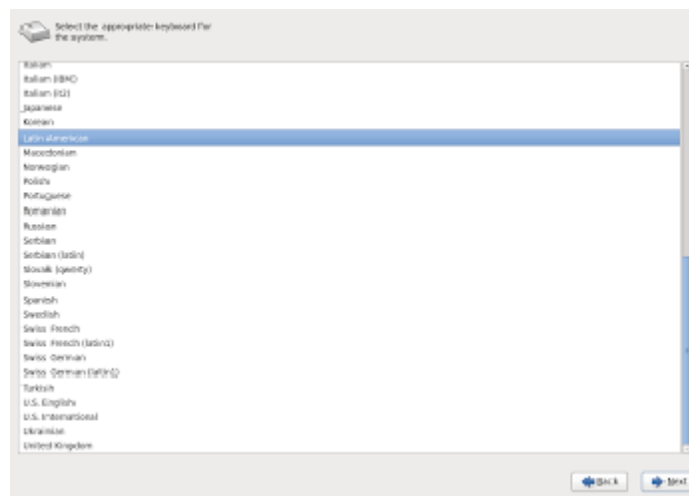 Select the appropriate keyboard for
the system.
Italian
Italian (IBM)
Italian (it2)
Japanese
Korean
Latin American
Macedonian
Norwegian
Polish
Portuguese
Romanian
Russian
Serbian
Serbian (latin)
Slovak (qwerty)
Slovenian
Spanish
Swedish
Swiss French
Swiss French (latin1)
Swiss German
Swiss German (latin1)
Turkish
U.S. English
U.S. International
Ukrainian
United Kingdom
Back
Next